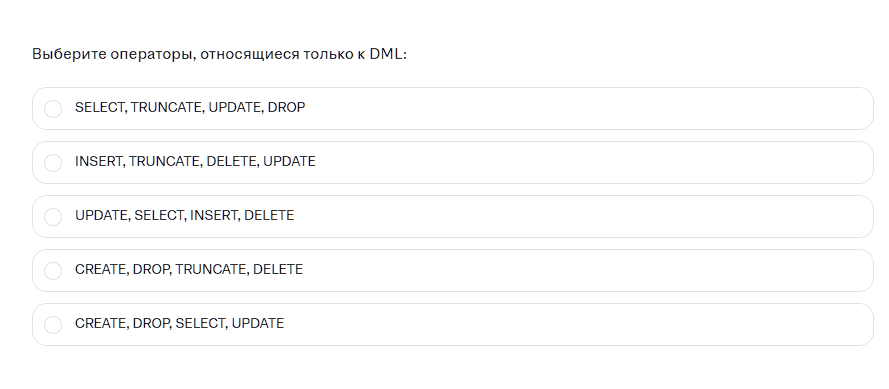 Выберите операторы, относящиеся только к DML:
SELECT, TRUNCATE, UPDATE, DROP
INSERT, TRUNCATE, DELETE, UPDATE
UPDATE, SELECT, INSERT, DELETE
CREATE, DROP, TRUNCATE, DELETE
CREATE, DROP, SELECT, UPDATE